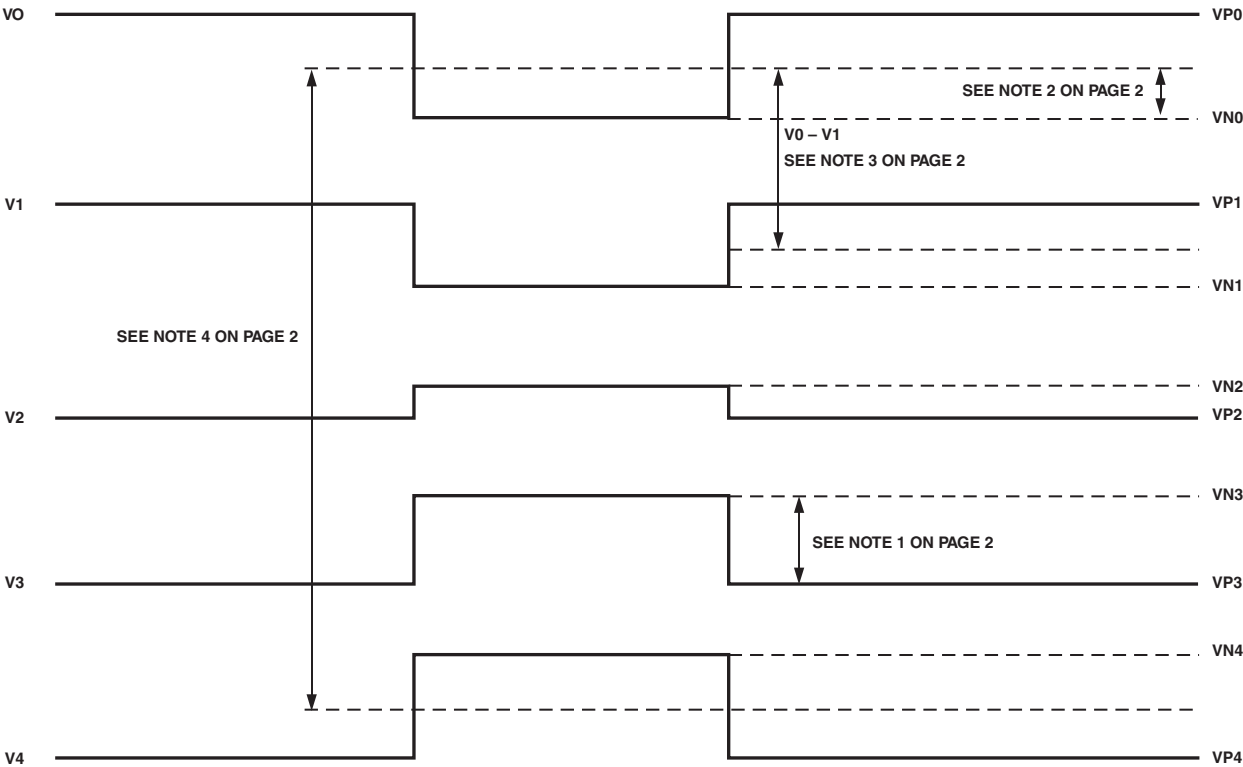 VO
VP0
SEE NOTE 2 ON PAGE 2
VN0
V0 – V1
SEE NOTE 3 ON PAGE 2
V1
VP1
VN1
SEE NOTE 4 ON PAGE 2
VN2
V2
VP2
VN3
SEE NOTE 1 ON PAGE 2
V3
VP3
VN4
V4
VP4